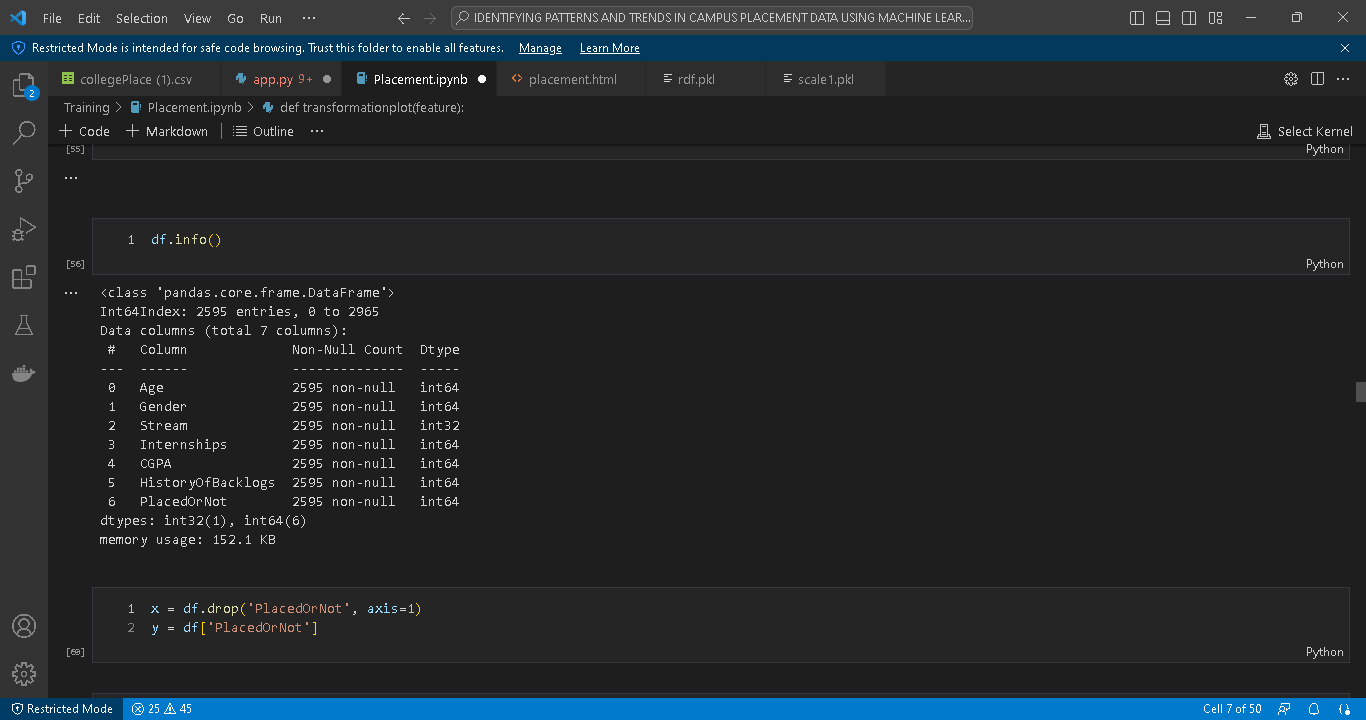 File Edit Selection View Go Run ···
IDENTIFYING PATTERNS AND TRENDS IN CAMPUS PLACEMENT DATA USING MACHINE LEAR...
Restricted Mode is intended for safe code browsing. Trust this folder to enable all features. Manage Learn More
collegePlace (1).csv app.py 9+ Placement.ipynb placement.html rdf.pkl scale1.pkl
Training > Placement.ipynb > def transformationplot(feature):
+ Code + Markdown Outline ··· Select Kernel
[55] Python
...
1 df.info()
[56] Python
... <class 'pandas.core.frame.DataFrame'>
Int64Index: 2595 entries, 0 to 2965
Data columns (total 7 columns):
# Column Non-Null Count Dtype
--- ------ -------------- -----
0 Age 2595 non-null int64
1 Gender 2595 non-null int64
2 Stream 2595 non-null int32
3 Internships 2595 non-null int64
4 CGPA 2595 non-null int64
5 HistoryOfBacklogs 2595 non-null int64
6 PlacedOrNot 2595 non-null int64
dtypes: int32(1), int64(6)
memory usage: 152.1 KB
1 x = df.drop('PlacedOrNot', axis=1)
2 y = df['PlacedOrNot']
[60] Python
2
Restricted Mode 25 45 Cell 7 of 50